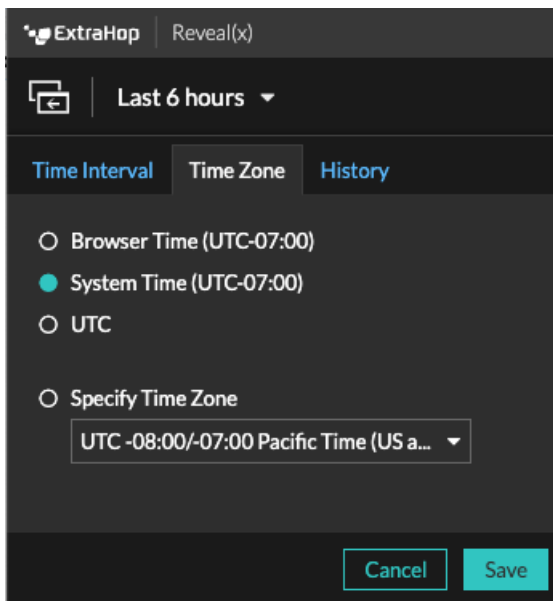 ExtraHop Reveal(x)
Last 6 hours
Time Interval Time Zone History
Browser Time (UTC-07:00)
System Time (UTC-07:00)
UTC
Specify Time Zone
UTC -08:00/-07:00 Pacific Time (US a...
Cancel Save